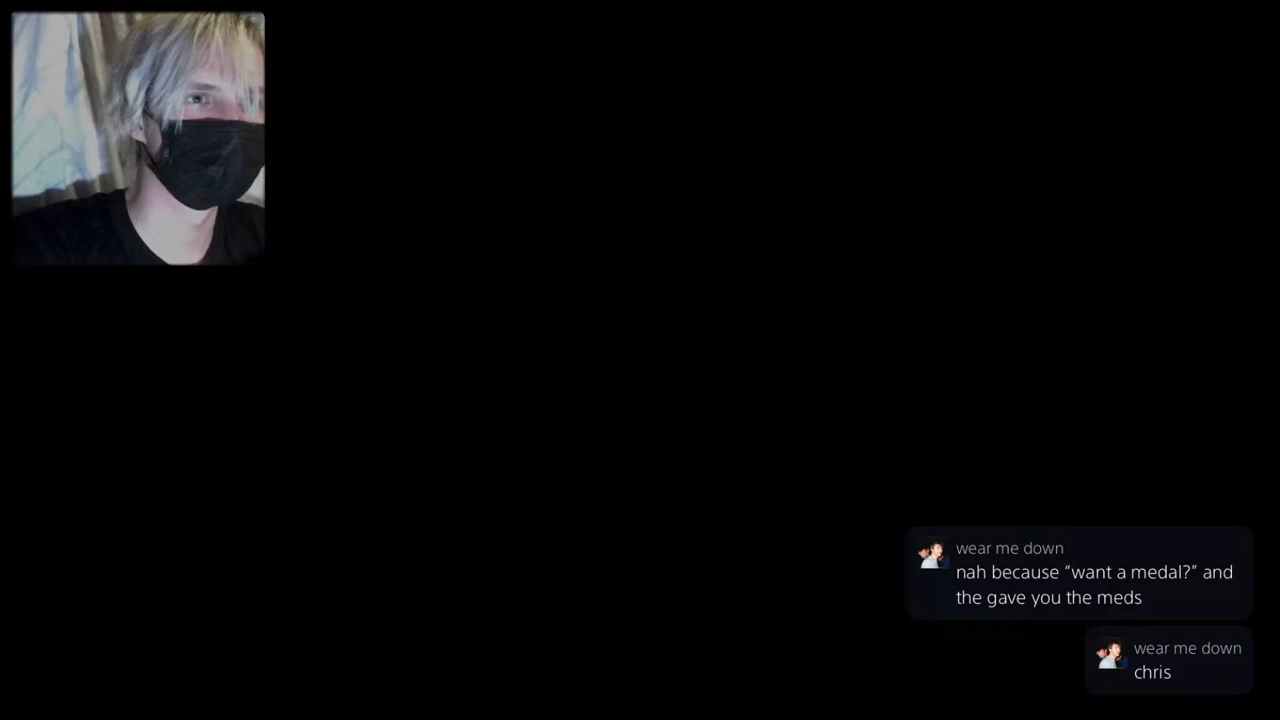 wear me down
nah because “want a medal?” and
the gave you the meds
wear me down
chris